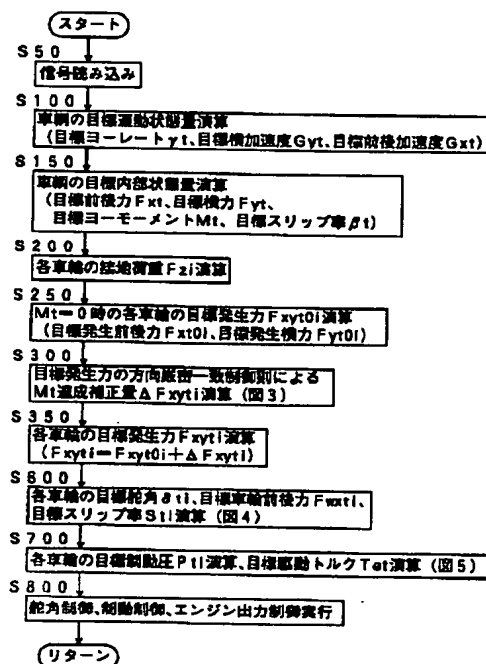 スタート
S50
信号読み込み
S100
車輌の目標運動状態量演算
(目標ヨーレートγt、目標横加速度Gyt、目標前後加速度Gxt)
S150
車輌の目標内部状態量演算
(目標前後力Fxt、目標横力Fyt、
目標ヨーモーメントMt、目標スリップ率βt)
S200
各車輪の接地荷重Fzi演算
S250
Mt=0時の各車輪の目標発生力Fxyt0i演算
(目標発生前後力Fxt0i、目標発生横力Fyt0i)
S300
目標発生力の方向厳密一致制御則による
Mt達成補正量ΔFxyti演算(図3)
S350
各車輪の目標発生力Fxyti演算
(Fxyti=Fxyt0i+ΔFxyti)
S600
各車輪の目標舵角δti、目標車輪前後力Fwxti、
目標スリップ率Sti演算(図4)
S700
各車輪の目標制動圧Pti演算、目標駆動トルクTet演算(図5)
S800
舵角制御、制動制御、エンジン出力制御実行
リターン